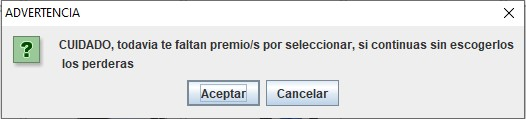 ADVERTENCIA
CUIDADO, todavia te faltan premio/s por seleccionar, si continuas sin escogerlos
los perderas
Aceptar Cancelar